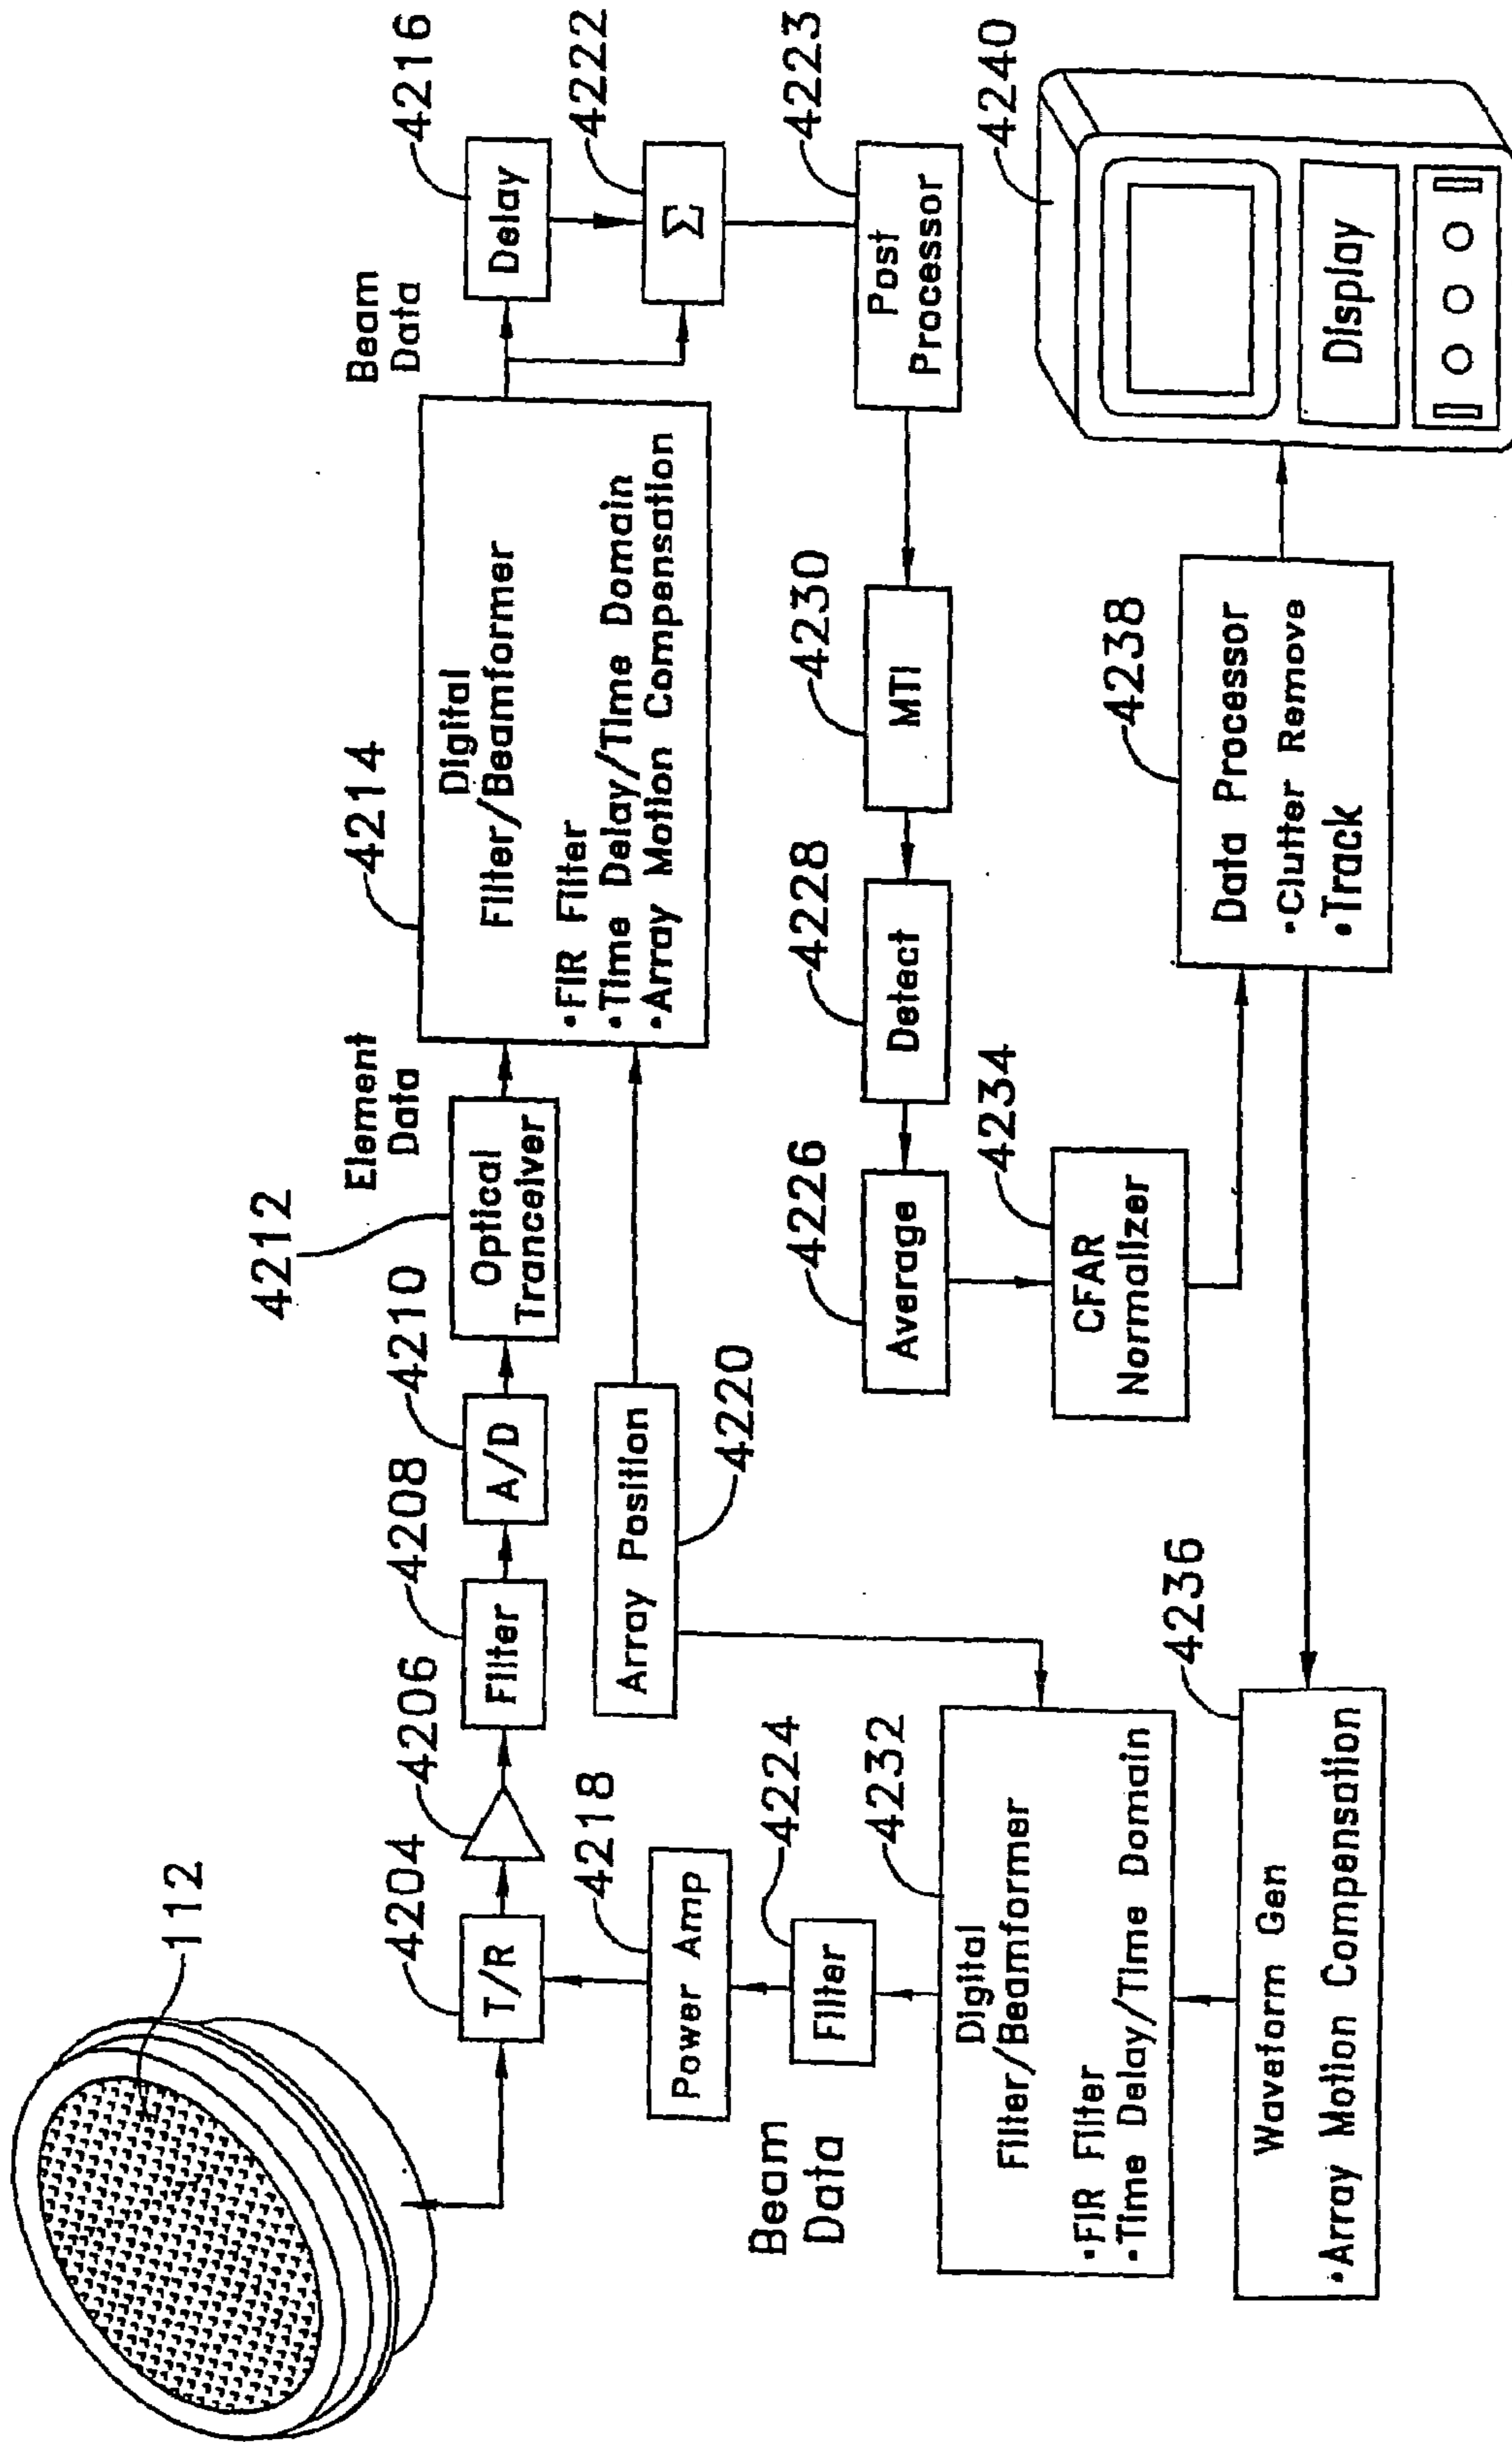 112
4204
T/R
4206
4208
Filter
4210
A/D
4212
Optical
Tranceiver
Element
Data
4214
Digital
Filter/Beamformer
•FIR Filter
•Time Delay/Time Domain
•Array Motion Compensation
Beam
Data
4216
Delay
4222
Σ
4223
Post
Processor
4218
Power Amp
Array Position
4220
Beam
Data
4224
Filter
4232
Digital
Filter/Beamformer
•FIR Filter
•Time Delay/Time Domain
4226
Average
4228
Detect
4230
MTI
4234
CFAR
Normalizer
4236
Waveform Gen
•Array Motion Compensation
4238
Data Processor
•Clutter Remove
•Track
4240
Display